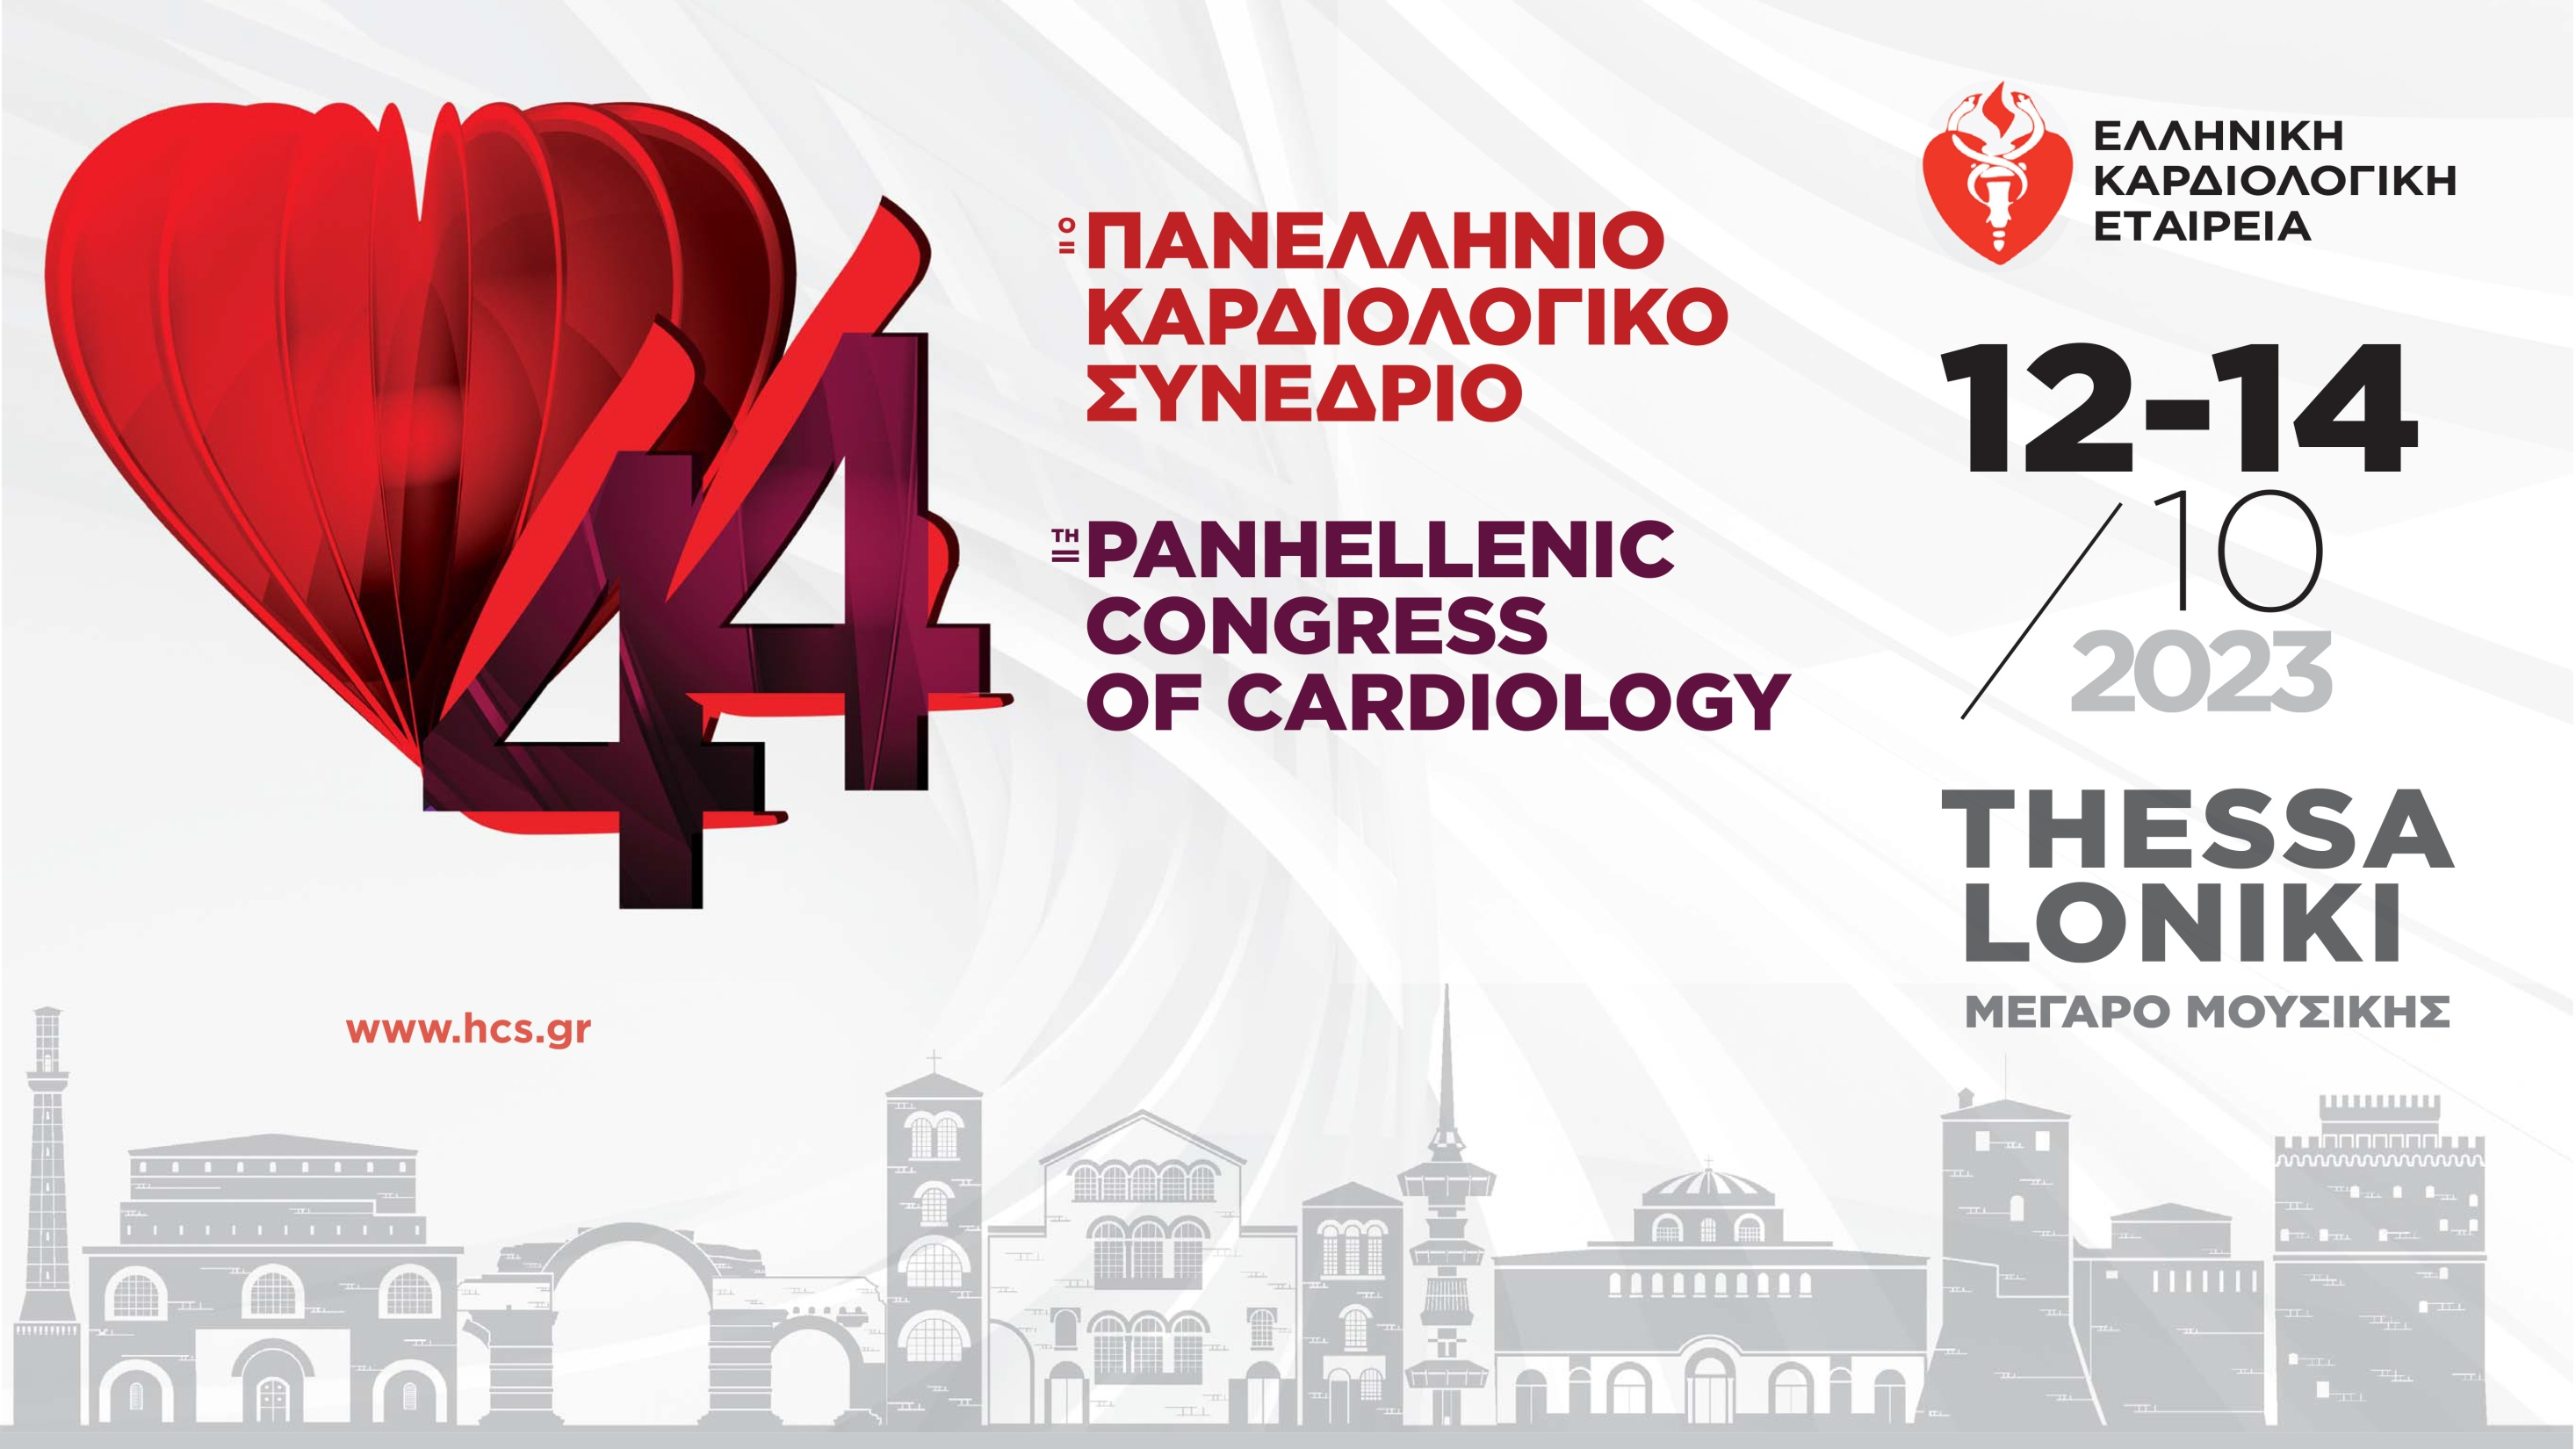 44
ο ΠΑΝΕΛΛΗΝΙΟ
ΚΑΡΔΙΟΛΟΓΙΚΟ
ΣΥΝΕΔΡΙΟ
TH PANHELLENIC
CONGRESS
OF CARDIOLOGY
ΕΛΛΗΝΙΚΗ
ΚΑΡΔΙΟΛΟΓΙΚΗ
ΕΤΑΙΡΕΙΑ
12-14
/10
2023
THESSA
LONIKI
ΜΕΓΑΡΟ ΜΟΥΣΙΚΗΣ
www.hcs.gr